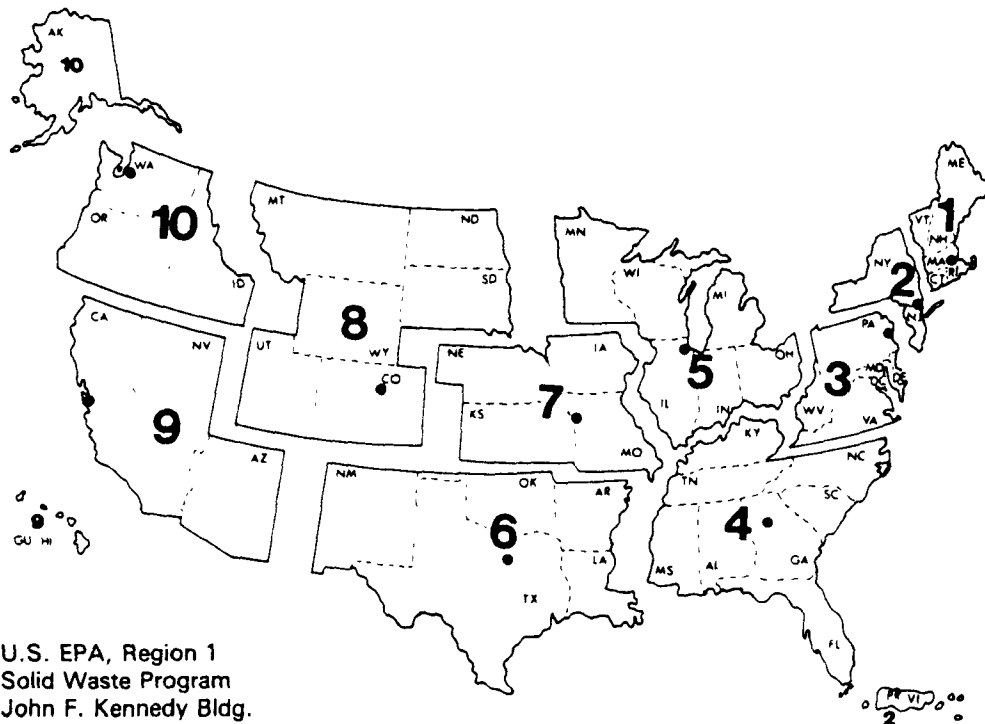 AK
10
WA
OR
10
ID
MT
ND
SD
8
WY
UT
CO
CA
NV
9
AZ
9
GU HI
NE
IA
KS
7
MO
NM
OK
AR
6
LA
TX
MN
WI
MI
5
OH
IL
IN
ME
VT
1
NH
MA
RI
CT
NY
2
NJ
PA
MD
DE
DC
3
WV
VA
KY
NC
TN
SC
4
MS
AL
GA
FL
PR VI
2
U.S. EPA, Region 1
Solid Waste Program
John F. Kennedy Bldg.